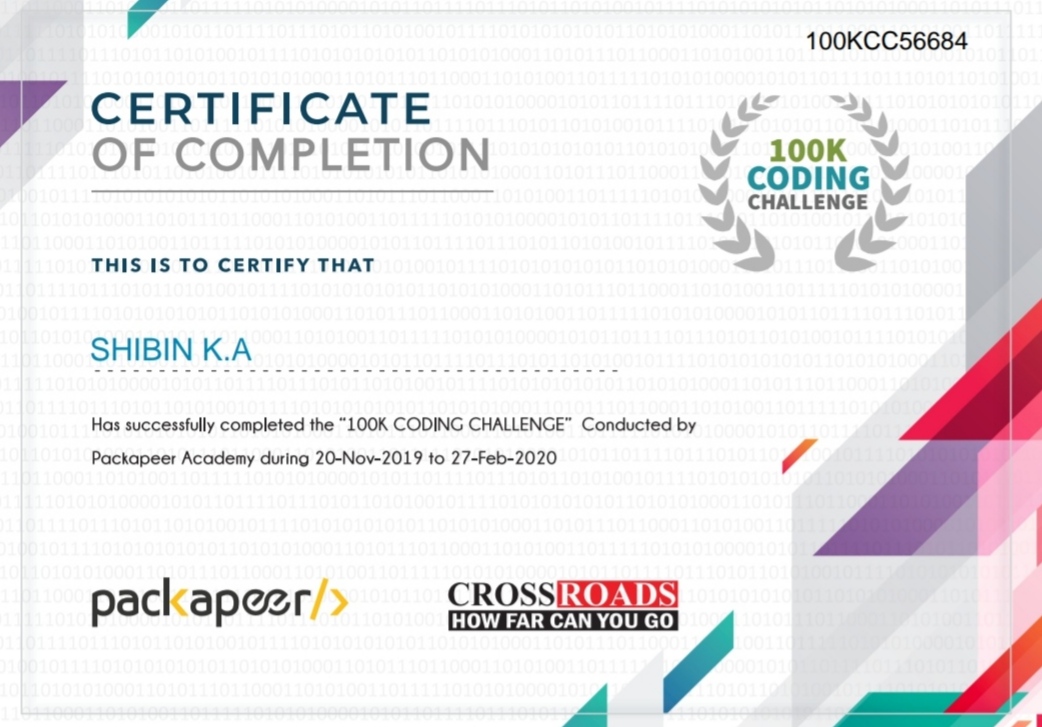 100KCC56684
CERTIFICATE
OF COMPLETION
100K
CODING
CHALLENGE
THIS IS TO CERTIFY THAT
SHIBIN K.A
Has successfully completed the "100K CODING CHALLENGE" Conducted by
Packapeer Academy during 20-Nov-2019 to 27-Feb-2020
packapeer/>
CROSSROADS
HOW FAR CAN YOU GO